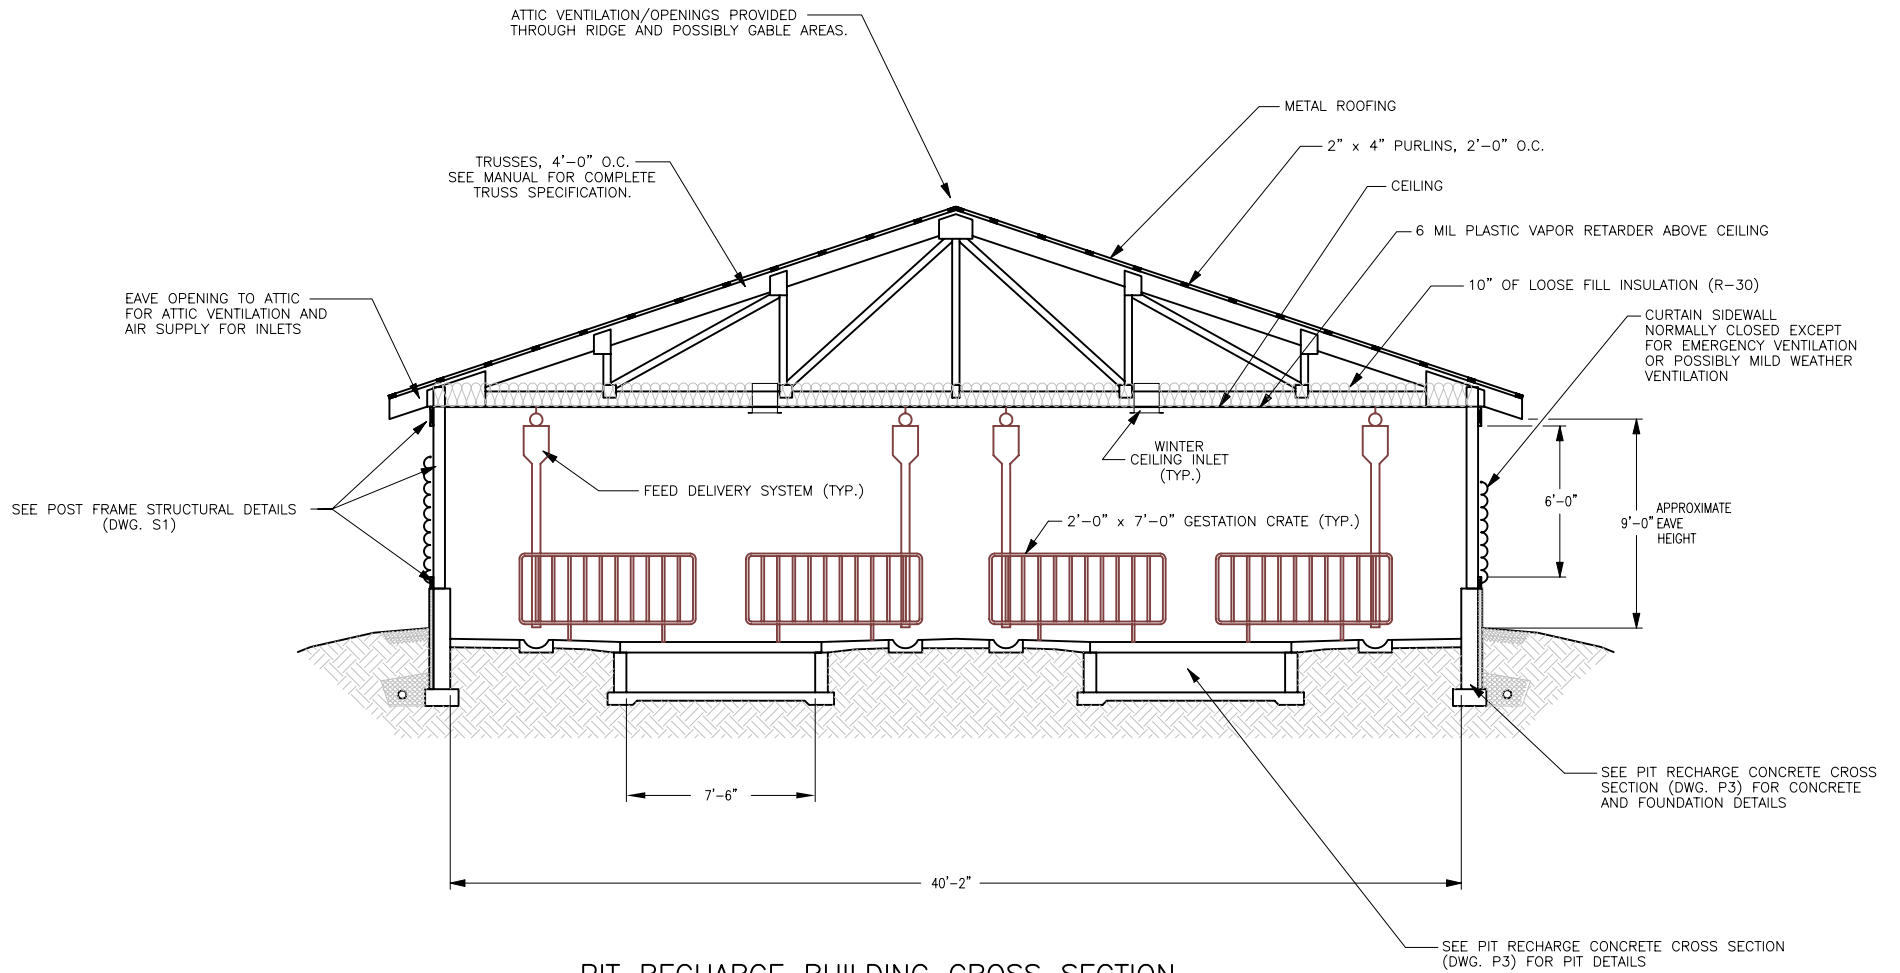 ATTIC VENTILATION/OPENINGS PROVIDED
THROUGH RIDGE AND POSSIBLY GABLE AREAS.
METAL ROOFING
2” x 4” PURLINS, 2’-0” O.C.
TRUSSES, 4’-0” O.C.
SEE MANUAL FOR COMPLETE
TRUSS SPECIFICATION.
CEILING
6 MIL PLASTIC VAPOR RETARDER ABOVE CEILING
10” OF LOOSE FILL INSULATION (R-30)
EAVE OPENING TO ATTIC
FOR ATTIC VENTILATION AND
AIR SUPPLY FOR INLETS
CURTAIN SIDEWALL
NORMALLY CLOSED EXCEPT
FOR EMERGENCY VENTILATION
OR POSSIBLY MILD WEATHER
VENTILATION
WINTER
CEILING INLET
(TYP.)
FEED DELIVERY SYSTEM (TYP.)
SEE POST FRAME STRUCTURAL DETAILS
(DWG. S1)
2’-0” x 7’-0” GESTATION CRATE (TYP.)
6’-0”
9’-0”
APPROXIMATE
EAVE
HEIGHT
SEE PIT RECHARGE CONCRETE CROSS
SECTION (DWG. P3) FOR CONCRETE
AND FOUNDATION DETAILS
7’-6”
40’-2”
SEE PIT RECHARGE CONCRETE CROSS SECTION
(DWG. P3) FOR PIT DETAILS
PIT RECHARGE BUILDING CROSS SECTION